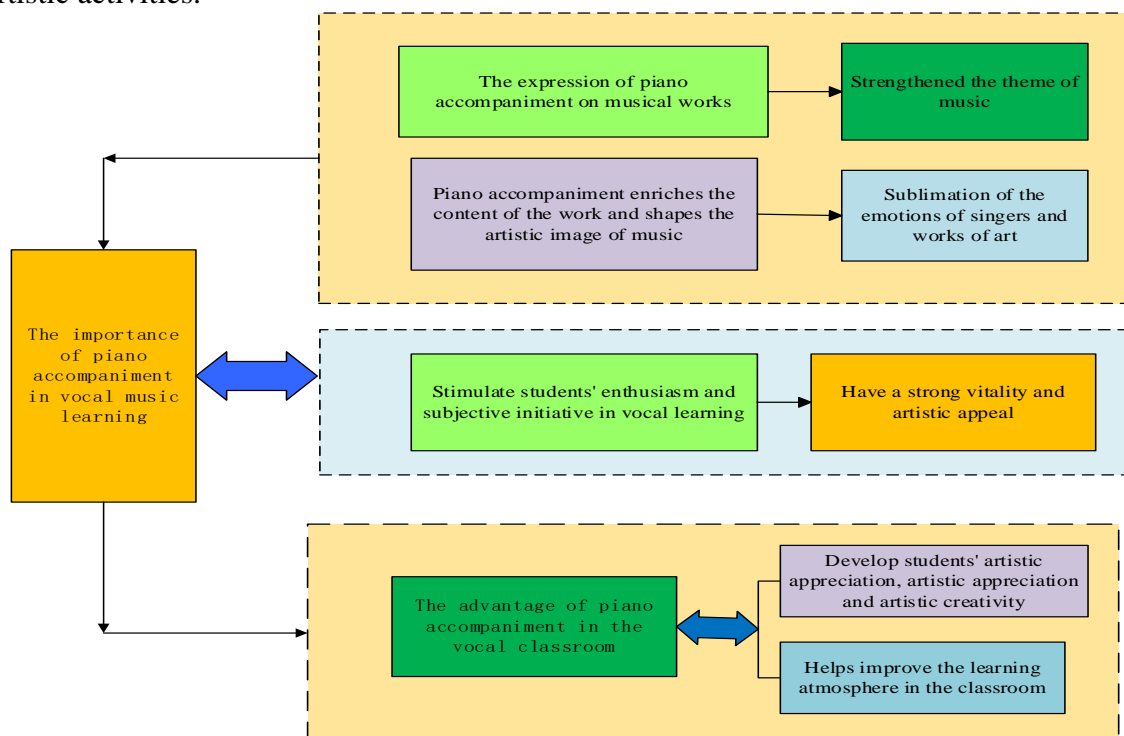 artistic activities.
The expression of piano
accompaniment on musical works
Strengthened the theme of
music
Piano accompaniment enriches the
content of the work and shapes the
artistic image of music
Sublimation of the
emotions of singers and
works of art
The importance
of piano
accompaniment
in vocal music
learning
Stimulate students' enthusiasm and
subjective initiative in vocal learning
Have a strong vitality and
artistic appeal
The advantage of piano
accompaniment in the
vocal classroom
Develop students' artistic
appreciation, artistic appreciation
and artistic creativity
Helps improve the learning
atmosphere in the classroom